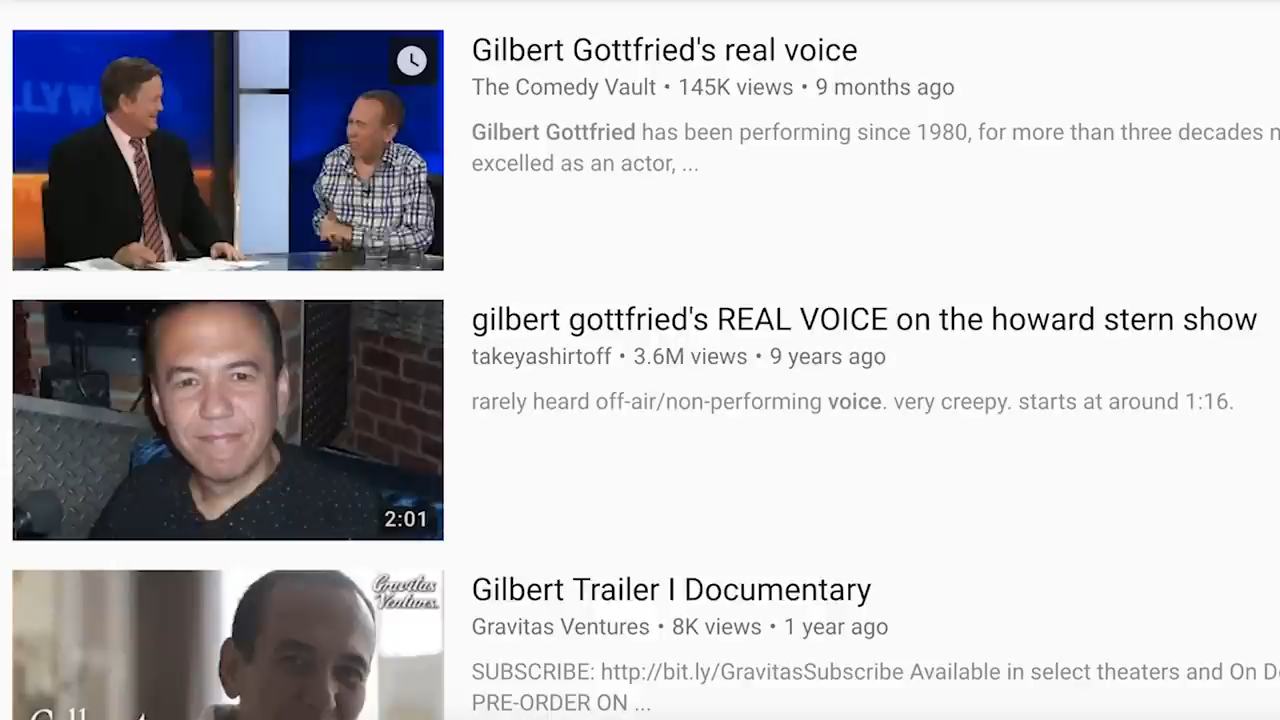 LLYW
Gilbert Gottfried's real voice
The Comedy Vault • 145K views • 9 months ago
Gilbert Gottfried has been performing since 1980, for more than three decades
excelled as an actor, ...
gilbert gottfried's REAL VOICE on the howard stern show
takeyashirtoff • 3.6M views • 9 years ago
rarely heard off-air/non-performing voice. very creepy. starts at around 1:16.
2:01
Gravitas
Ventures.
Gilbert Trailer I Documentary
Gravitas Ventures • 8K views • 1 year ago
SUBSCRIBE: http://bit.ly/GravitasSubscribe Available in select theaters and On
PRE-ORDER ON ...